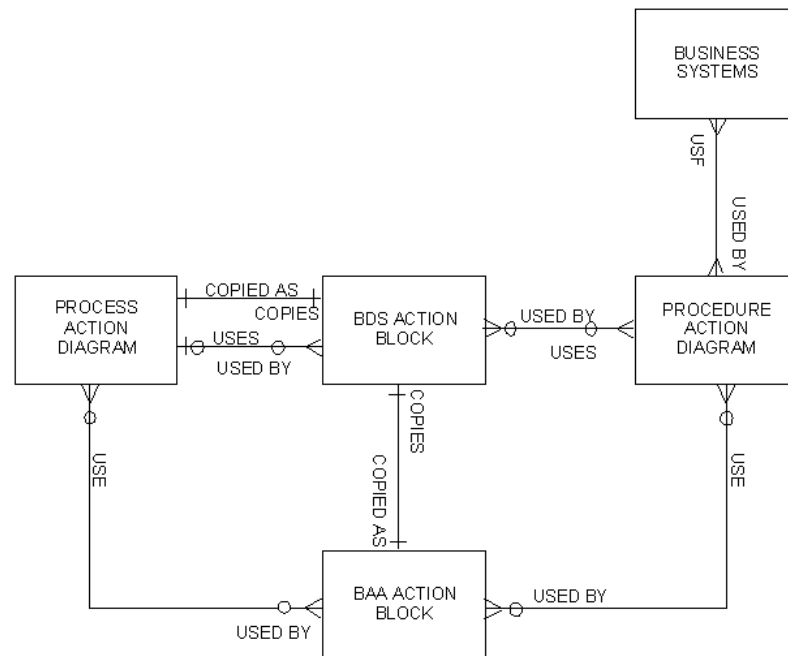 BUSINESS
SYSTEMS
USF
USED BY
PROCESS
ACTION
DIAGRAM
COPIED AS
COPIES
USES
USED BY
BDS ACTION
BLOCK
USED BY
USES
PROCEDURE
ACTION
DIAGRAM
COPIES
COPIED AS
USE
USE
USED BY
BAA ACTION
BLOCK
USED BY